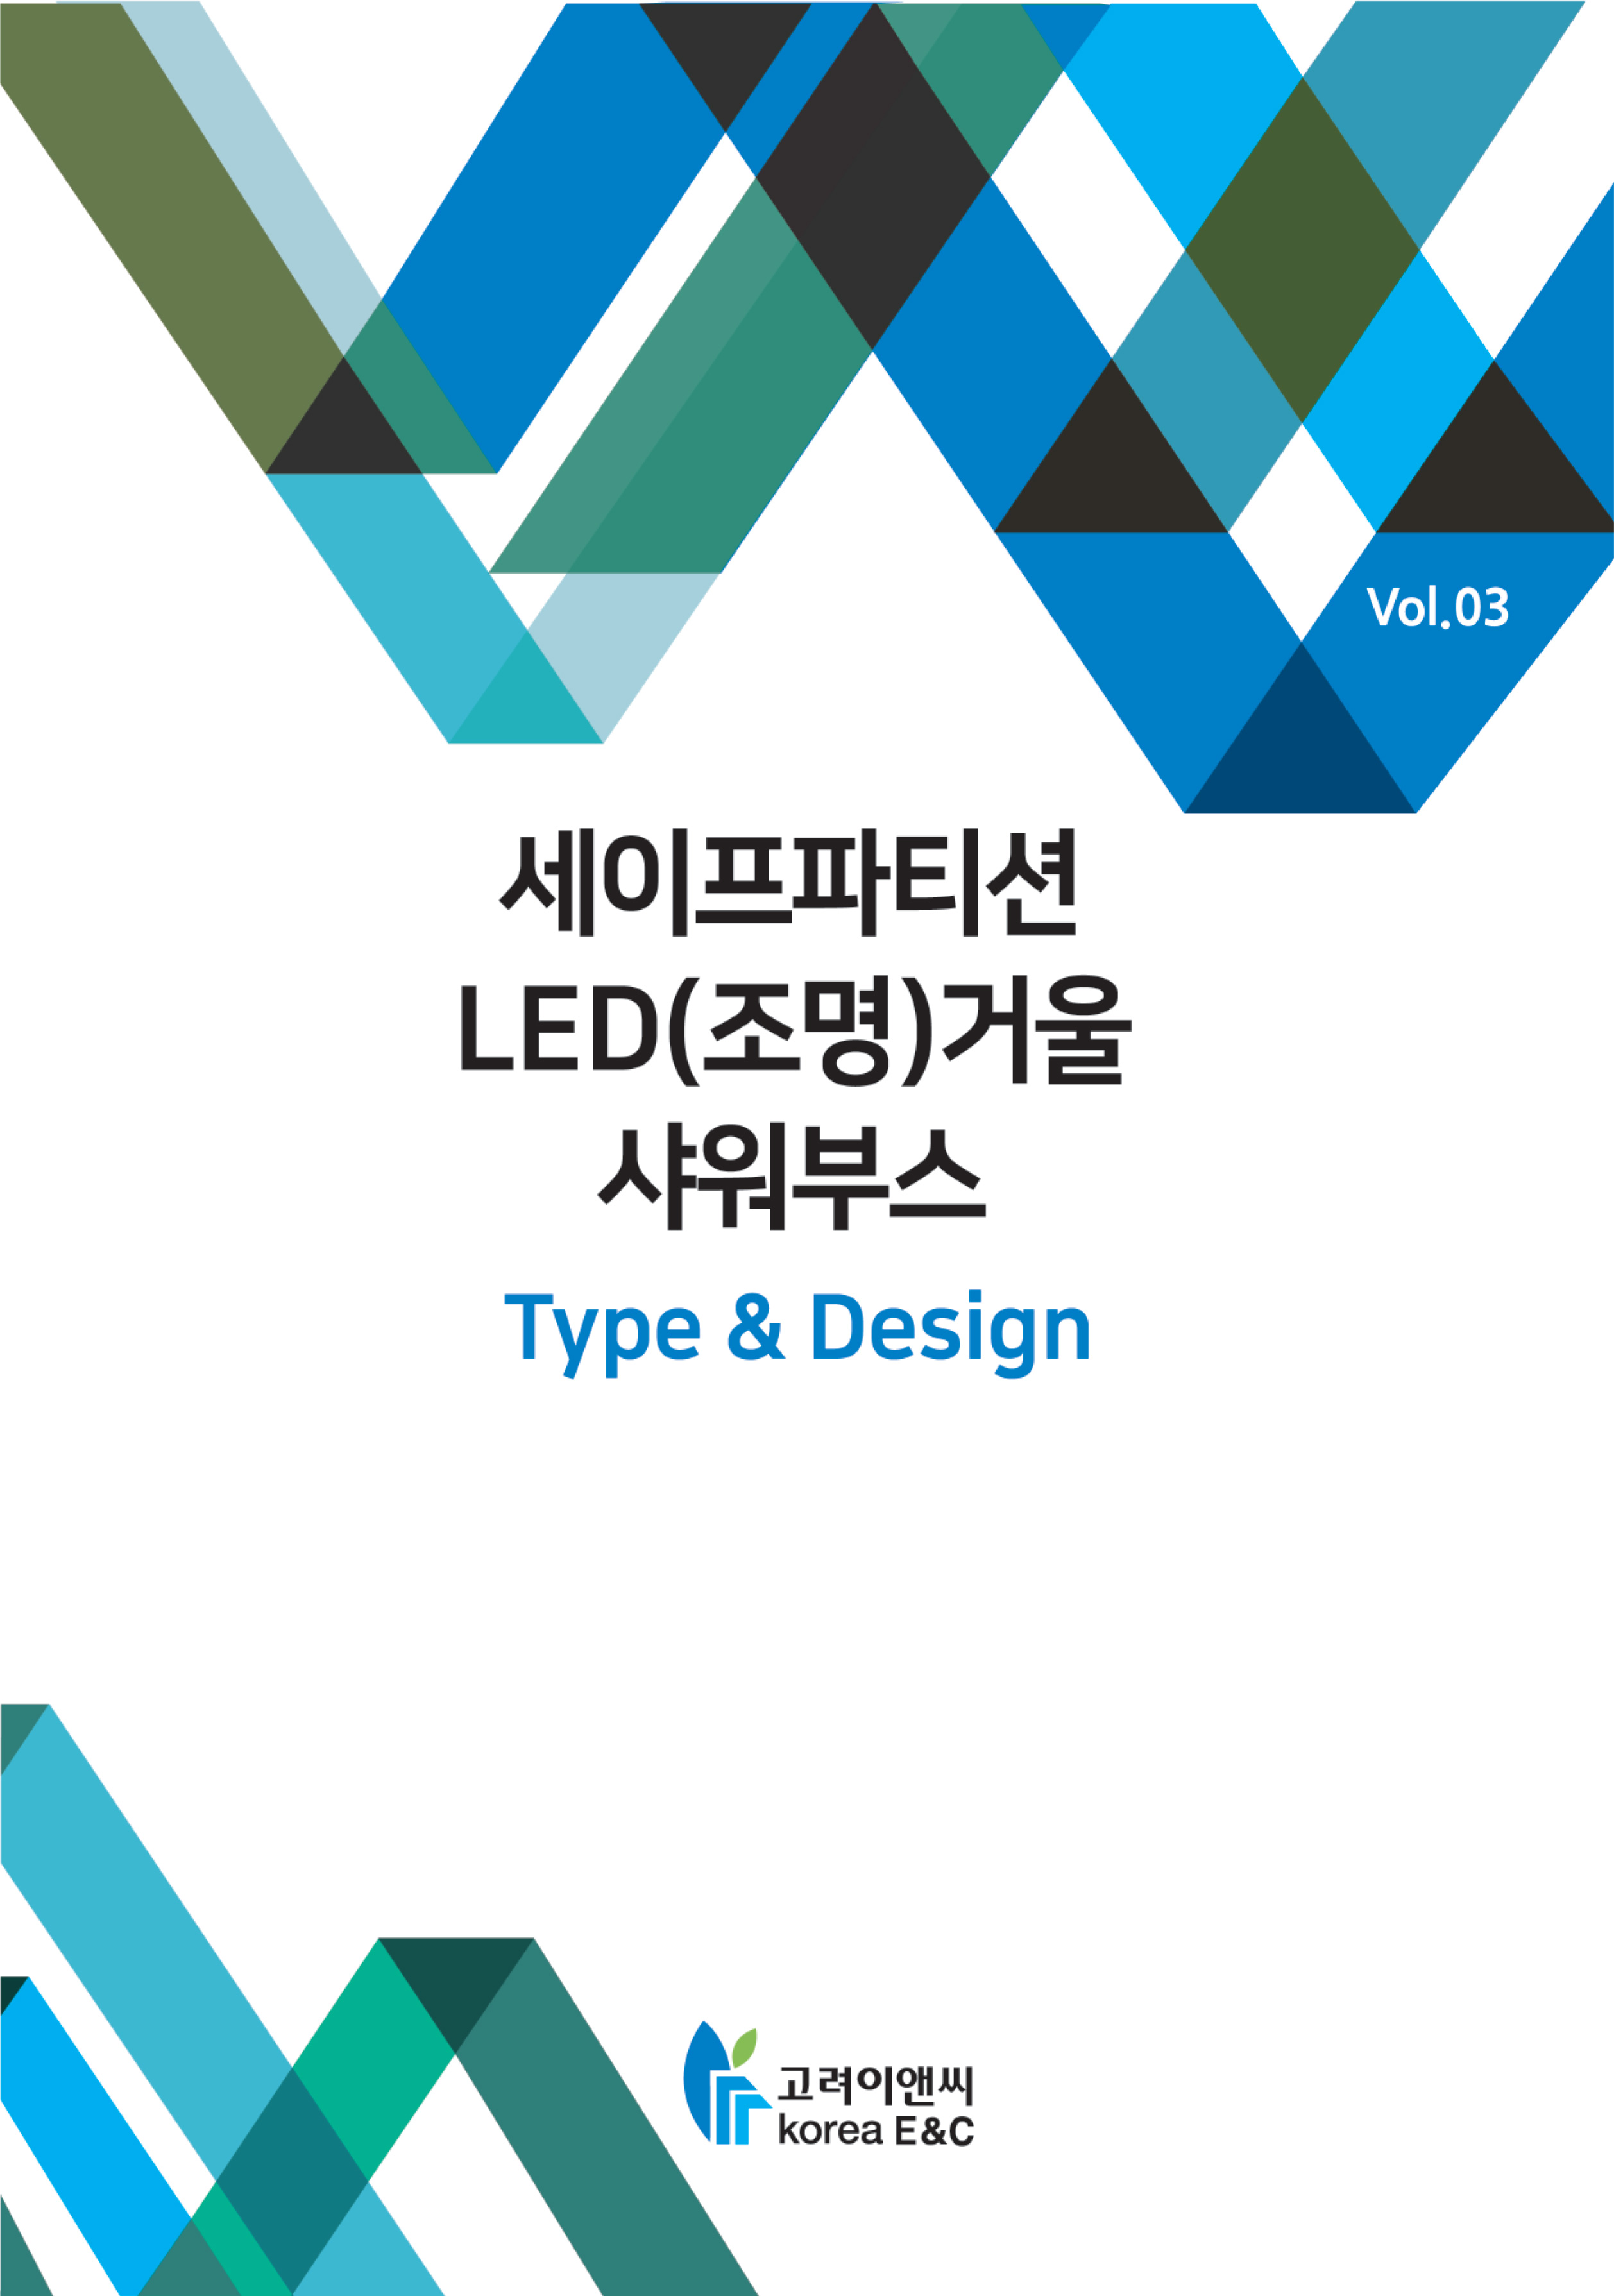 Vol.03
세이프파티션
LED(조명)거울
샤워부스
Type & Design
고려이앤씨
korea E&C